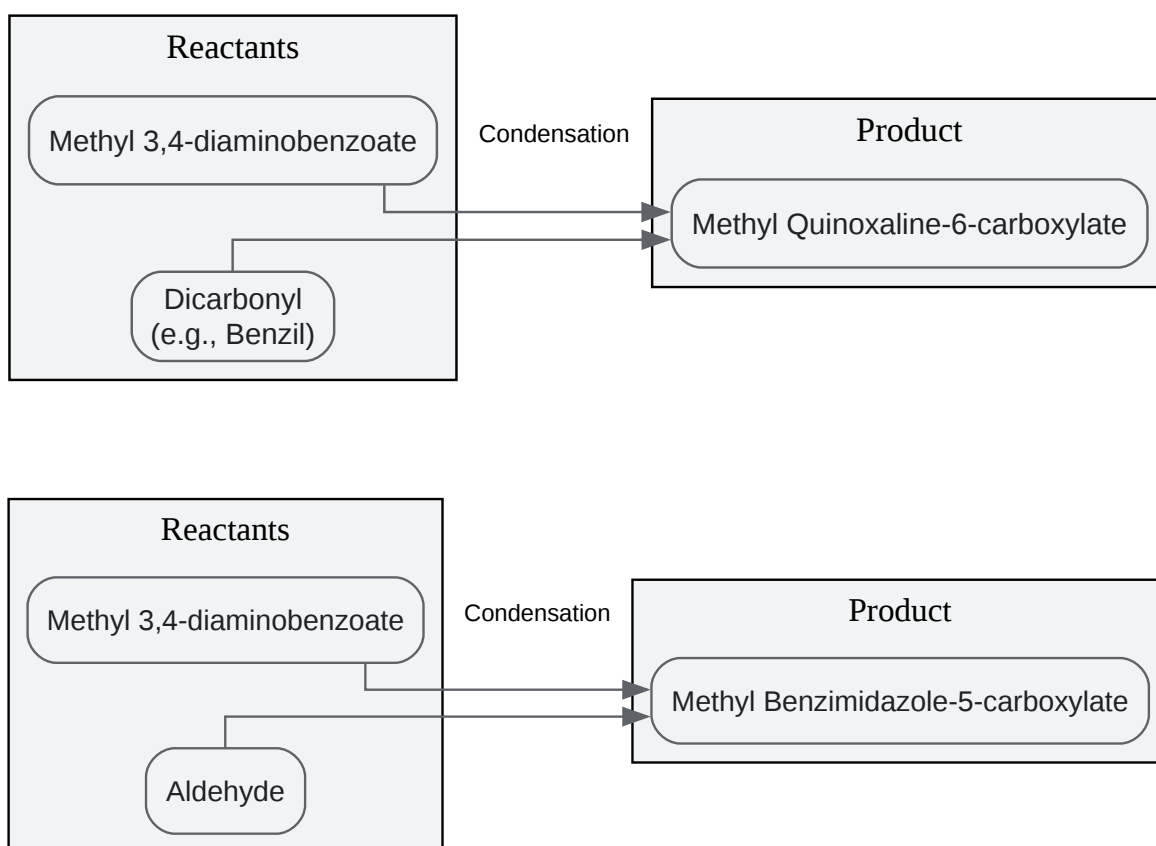 Reactants
Methyl 3,4-diaminobenzoate
Dicarbonyl
(e.g., Benzil)
Condensation
Product
Methyl Quinoxaline-6-carboxylate
Reactants
Methyl 3,4-diaminobenzoate
Aldehyde
Condensation
Product
Methyl Benzimidazole-5-carboxylate